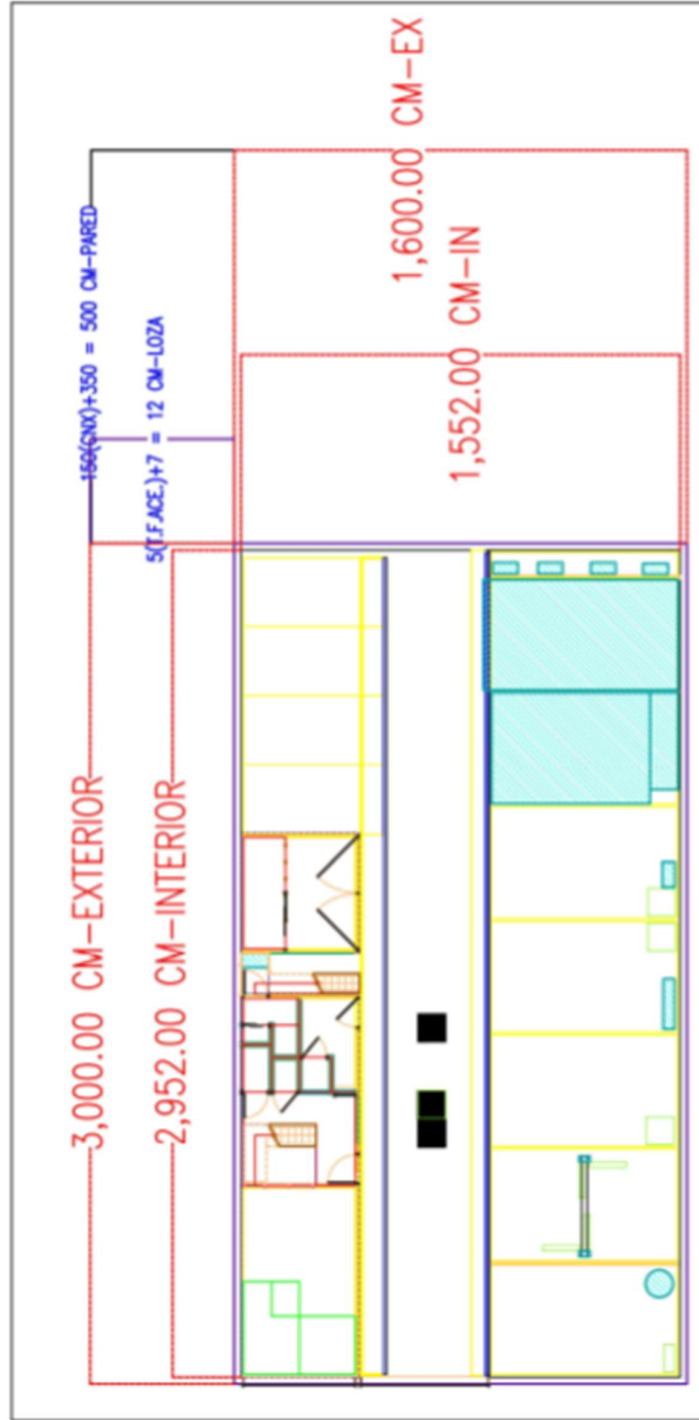 1,600.00 CM-EX
1,552.00 CM-IN
150(CNX)+350 = 500 CM-PARED
5(T.F.ACE.)+7 = 12 CM-LOZA
3,000.00 CM-EXTERIOR
2,952.00 CM-INTERIOR